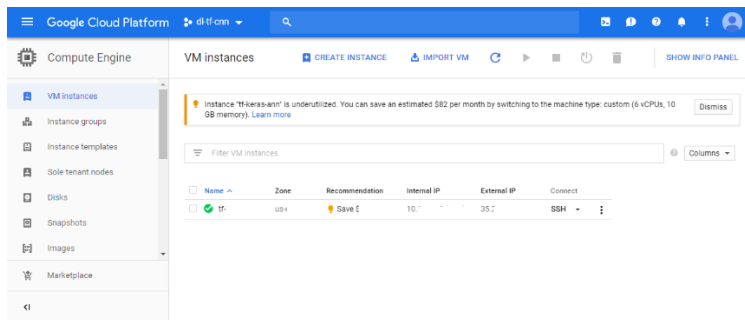 Google Cloud Platform dl-tf-cnn
Compute Engine
VM instances
Instance groups
Instance templates
Sole tenant nodes
Disks
Snapshots
Images
Marketplace
VM instances CREATE INSTANCE IMPORT VM SHOW INFO PANEL
Instance "tf-keras-ann" is underutilized. You can save an estimated $82 per month by switching to the machine type: custom (6 vCPUs, 10
GB memory). Learn more
Dismiss
Filter VM instances
Columns
Name Zone Recommendation Internal IP External IP Connect
tf- Save 10. 35. SSH